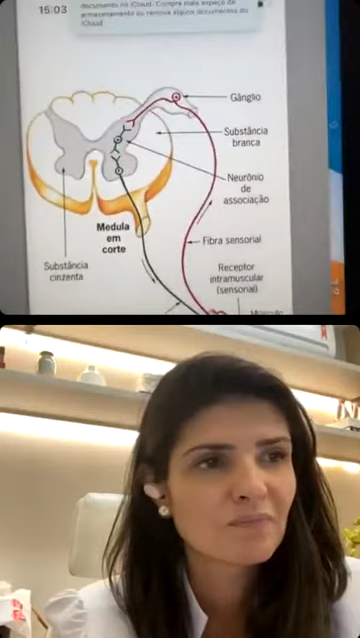 15:03
documento no iCloud. Compre mais espaço de
armazenamento ou remova alguns documentos do
iCloud.
Gânglio
Substância
branca
Neurônio
de
associação
Medula
em
corte
Fibra sensorial
Substância
cinzenta
Receptor
intramuscular
(sensorial)